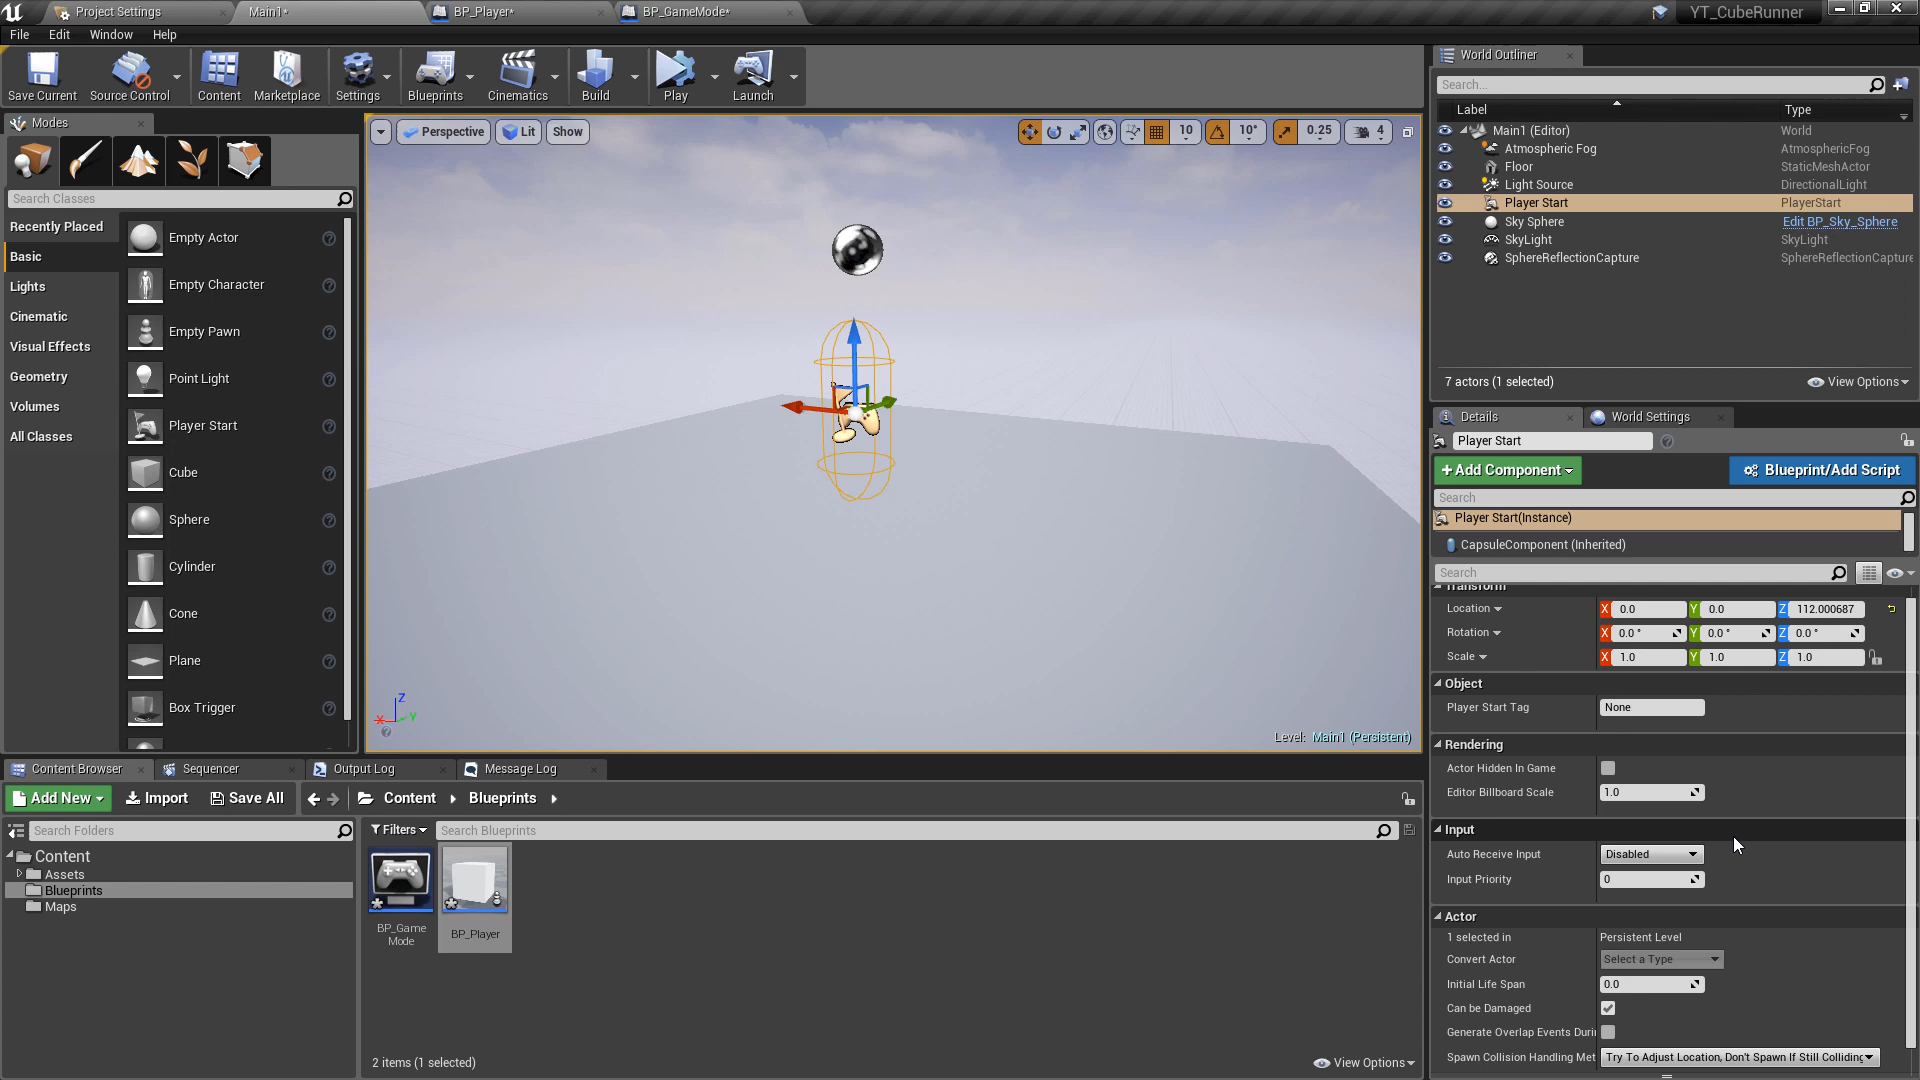 Project Settings
Main1*
BP_Player*
BP_GameMode*
YT_CubeRunner
File Edit Window Help
Save Current
Source Control
Content
Marketplace
Settings
Blueprints
Cinematics
Build
Play
Launch
Modes
Search Classes
Recently Placed
Basic
Lights
Cinematic
Visual Effects
Geometry
Volumes
All Classes
Empty Actor
Empty Character
Empty Pawn
Point Light
Player Start
Cube
Sphere
Cylinder
Cone
Plane
Box Trigger
Perspective
Lit
Show
10
10°
0.25
4
Z
X
Y
Level: Main1 (Persistent)
World Outliner
Search...
Label Type
Main1 (Editor) World
Atmospheric Fog AtmosphericFog
Floor StaticMeshActor
Light Source DirectionalLight
Player Start PlayerStart
Sky Sphere Edit BP_Sky_Sphere
SkyLight SkyLight
SphereReflectionCapture SphereReflectionCapture
7 actors (1 selected)
View Options
Details
World Settings
Player Start
+Add Component
Blueprint/Add Script
Search
Player Start(Instance)
CapsuleComponent (Inherited)
Search
Transform
Location X 0.0 Y 0.0 Z 112.000687
Rotation X 0.0 ° Y 0.0 ° Z 0.0 °
Scale X 1.0 Y 1.0 Z 1.0
Object
Player Start Tag None
Rendering
Actor Hidden In Game
Editor Billboard Scale 1.0
Input
Auto Receive Input Disabled
Input Priority 0
Actor
1 selected in Persistent Level
Convert Actor Select a Type
Initial Life Span 0.0
Can be Damaged
Generate Overlap Events Duri
Spawn Collision Handling Met Try To Adjust Location, Don't Spawn If Still Colliding
Content Browser
Sequencer
Output Log
Message Log
Add New
Import
Save All
Content
Blueprints
Search Folders
Filters
Search Blueprints
Content
Assets
Blueprints
Maps
BP_Game
Mode
BP_Player
2 items (1 selected)
View Options